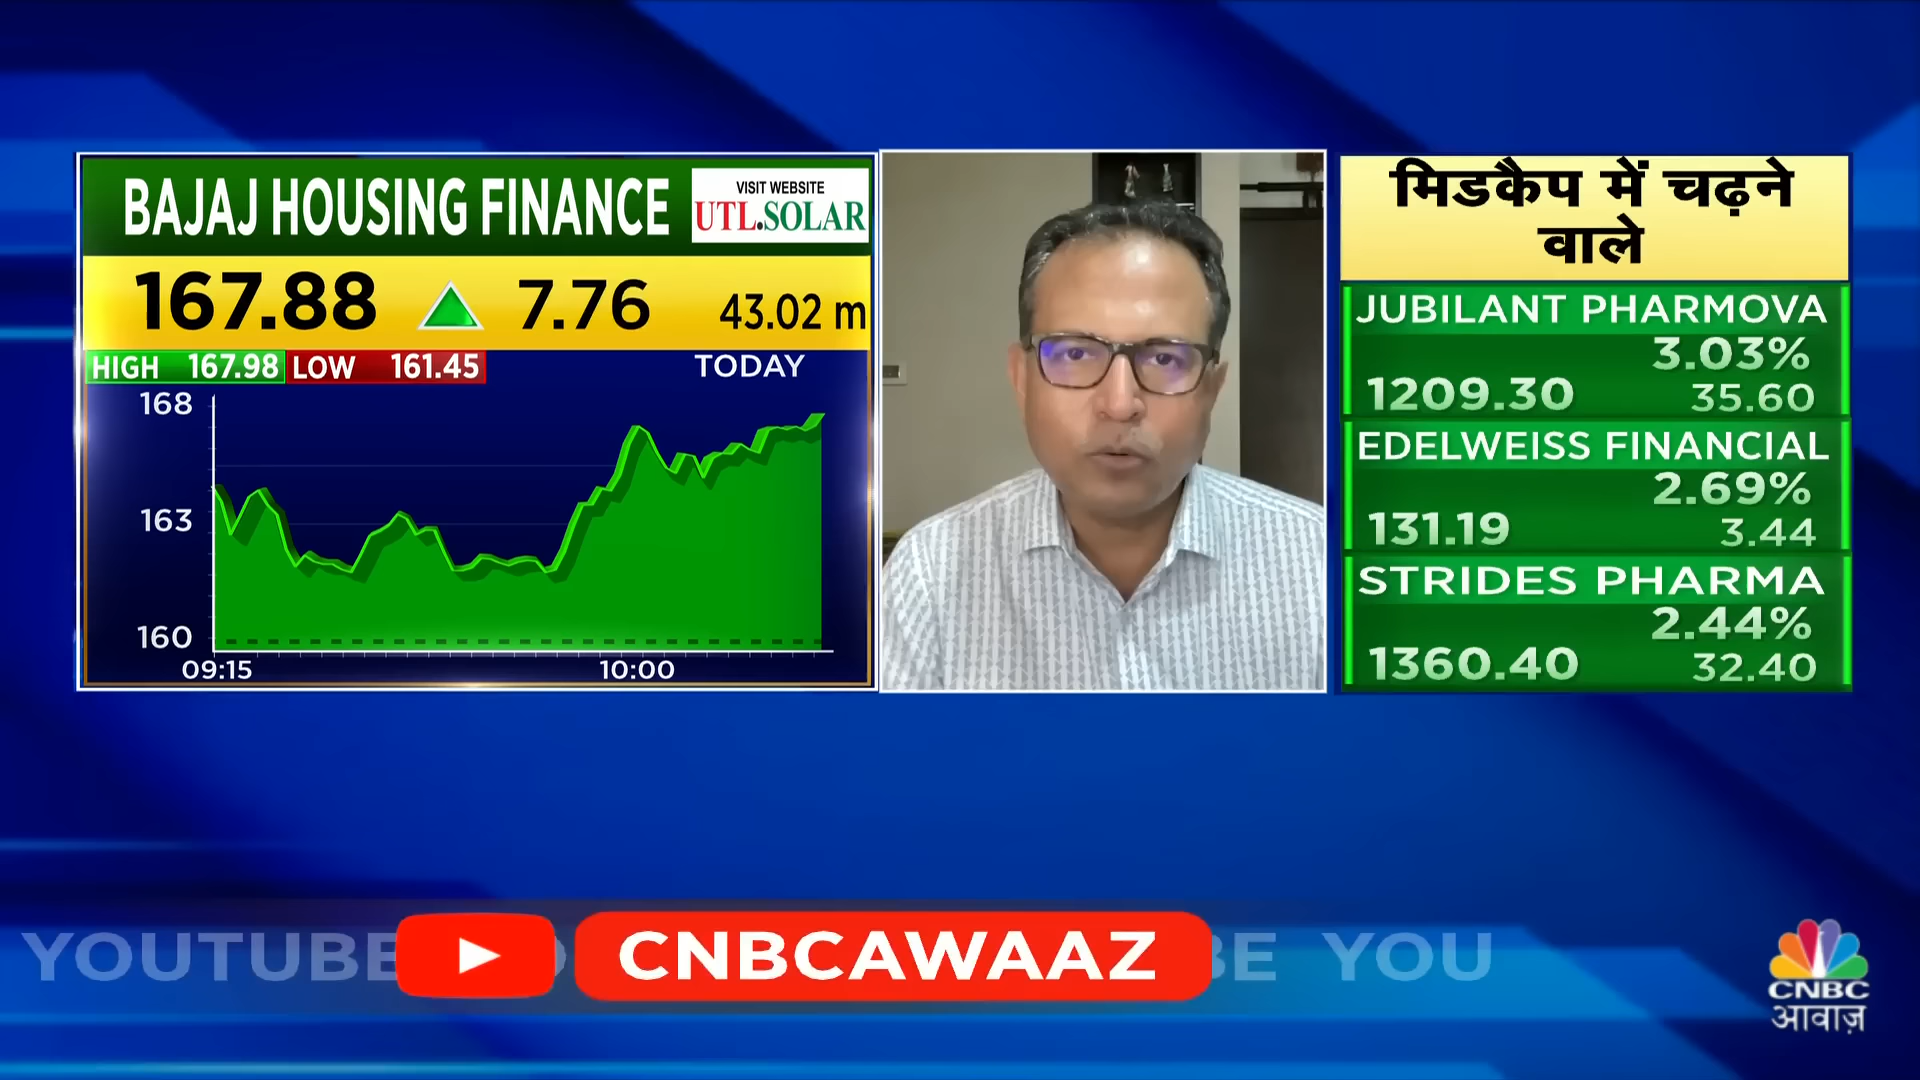 BAJAJ HOUSING FINANCE
VISIT WEBSITE
UTL.SOLAR
167.88 7.76 43.02 m
HIGH 167.98 LOW 161.45 TODAY
168
163
160
09:15 10:00
मिडकैप में चढ़ने
वाले
JUBILANT PHARMOVA
3.03%
1209.30 35.60
EDELWEISS FINANCIAL
2.69%
131.19 3.44
STRIDES PHARMA
2.44%
1360.40 32.40
YOUTUBE CNBCAWAAZ BE YOU
CNBC
आवाज़